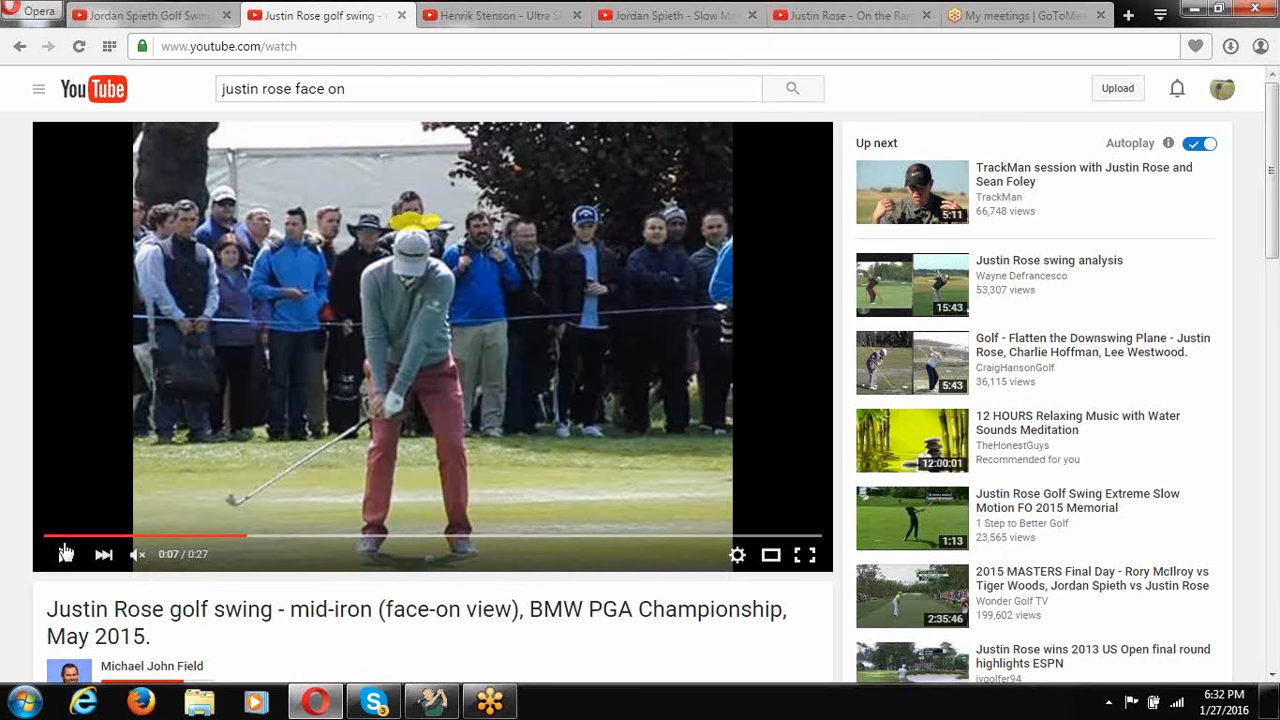 Opera
Jordan Spieth Golf Swin
Justin Rose golf swing -
Henrik Stenson - Ultra S
Jordan Spieth - Slow M
Justin Rose - On the Ran
My meetings | GoToMe
www.youtube.com/watch
YouTube
justin rose face on
Upload
Up next
Autoplay
TrackMan session with Justin Rose and
Sean Foley
TrackMan
66,748 views
5:11
Justin Rose swing analysis
Wayne Defrancesco
53,307 views
15:43
Golf - Flatten the Downswing Plane - Justin
Rose, Charlie Hoffman, Lee Westwood.
CraigHansonGolf
36,115 views
5:43
12 HOURS Relaxing Music with Water
Sounds Meditation
TheHonestGuys
Recommended for you
12:00:01
Justin Rose Golf Swing Extreme Slow
Motion FO 2015 Memorial
1 Step to Better Golf
23,565 views
1:13
2015 MASTERS Final Day - Rory McIlroy vs
Tiger Woods, Jordan Spieth vs Justin Rose
Wonder Golf TV
199,602 views
2:35:46
Justin Rose wins 2013 US Open final round
highlights ESPN
jygolfer94
0:07 / 0:27
Justin Rose golf swing - mid-iron (face-on view), BMW PGA Championship,
May 2015.
Michael John Field
3
6:32 PM
1/27/2016